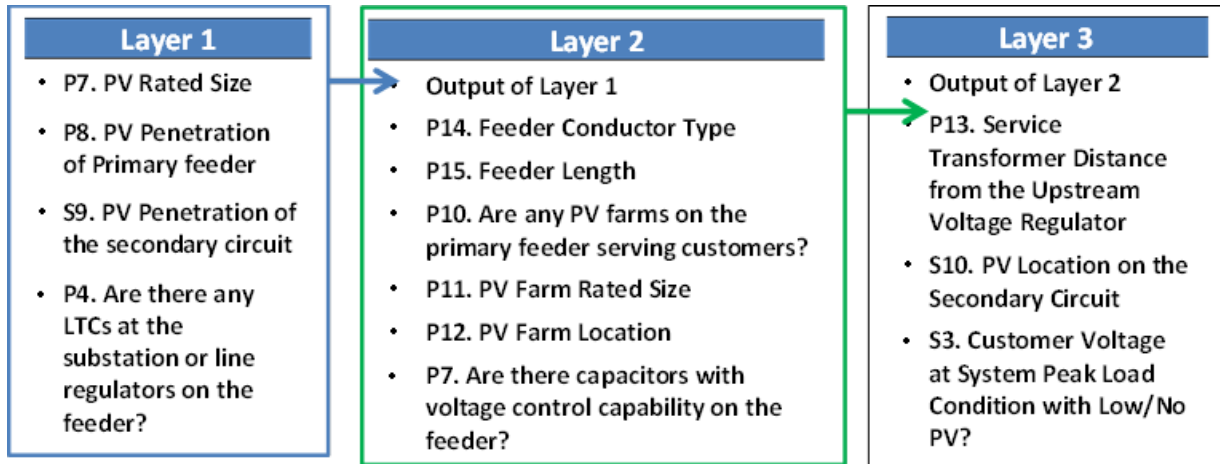 Layer 1
• P7. PV Rated Size
• P8. PV Penetration
of Primary feeder
• S9. PV Penetration of
the secondary circuit
• P4. Are there any
LTCs at the
substation or line
regulators on the
feeder?
Layer 2
• Output of Layer 1
• P14. Feeder Conductor Type
• P15. Feeder Length
• P10. Are any PV farms on the
primary feeder serving customers?
• P11. PV Farm Rated Size
• P12. PV Farm Location
• P7. Are there capacitors with
voltage control capability on the
feeder?
Layer 3
• Output of Layer 2
• P13. Service
Transformer Distance
from the Upstream
Voltage Regulator
• S10. PV Location on the
Secondary Circuit
• S3. Customer Voltage
at System Peak Load
Condition with Low/No
PV?